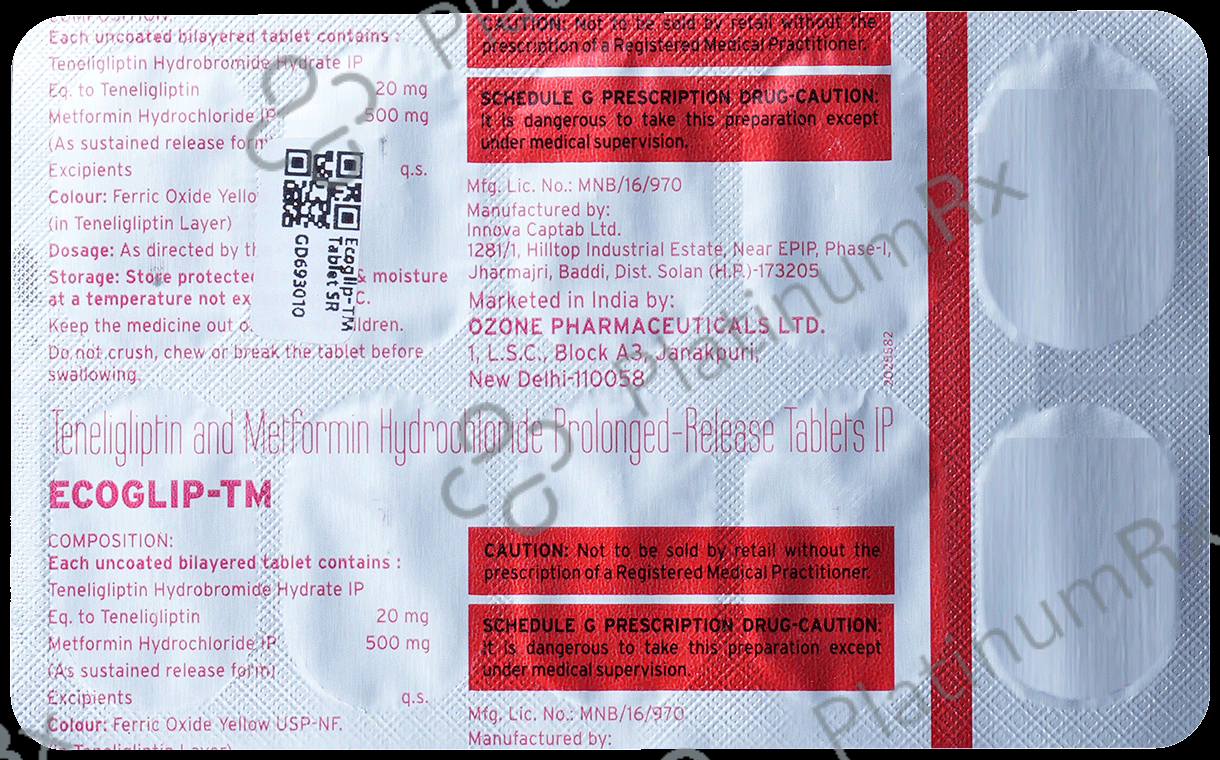 COMPOSITION:
Each uncoated bilayered tablet contains :
Teneligliptin Hydrobromide Hydrate IP
Eq. to Teneligliptin 20 mg
Metformin Hydrochloride IP 500 mg
(As sustained release form)
Excipients q.s.
Colour: Ferric Oxide Yello
(in Teneligliptin Layer)
Dosage: As directed by th
Storage: Store protected & moisture
at a temperature not ex C.
Keep the medicine out o ildren.
Do not crush, chew or break the tablet before
swallowing.
Ecoglip-TM
Tablet SR
GD693010
CAUTION: Not to be sold by retail without the
prescription of a Registered Medical Practitioner.
SCHEDULE G PRESCRIPTION DRUG-CAUTION:
It is dangerous to take this preparation except
under medical supervision.
Mfg. Lic. No.: MNB/16/970
Manufactured by:
Innova Captab Ltd.
1281/1, Hilltop Industrial Estate, Near EPIP, Phase-I,
Jharmajri, Baddi, Dist. Solan (H.P.)-173205
Marketed in India by:
OZONE PHARMACEUTICALS LTD.
1, L.S.C., Block A3, Janakpuri,
New Delhi-110058
Teneligliptin and Metformin Hydrochloride Prolonged-Release Tablets IP
ECOGLIP-TM
COMPOSITION:
Each uncoated bilayered tablet contains :
Teneligliptin Hydrobromide Hydrate IP
Eq. to Teneligliptin 20 mg
Metformin Hydrochloride IP 500 mg
(As sustained release form)
Excipients q.s.
Colour: Ferric Oxide Yellow USP-NF.
(in Teneligliptin Layer)
CAUTION: Not to be sold by retail without the
prescription of a Registered Medical Practitioner.
SCHEDULE G PRESCRIPTION DRUG-CAUTION:
It is dangerous to take this preparation except
under medical supervision.
Mfg. Lic. No.: MNB/16/970
Manufactured by:
PlatinumRx
PlatinumRx
PlatinumRx